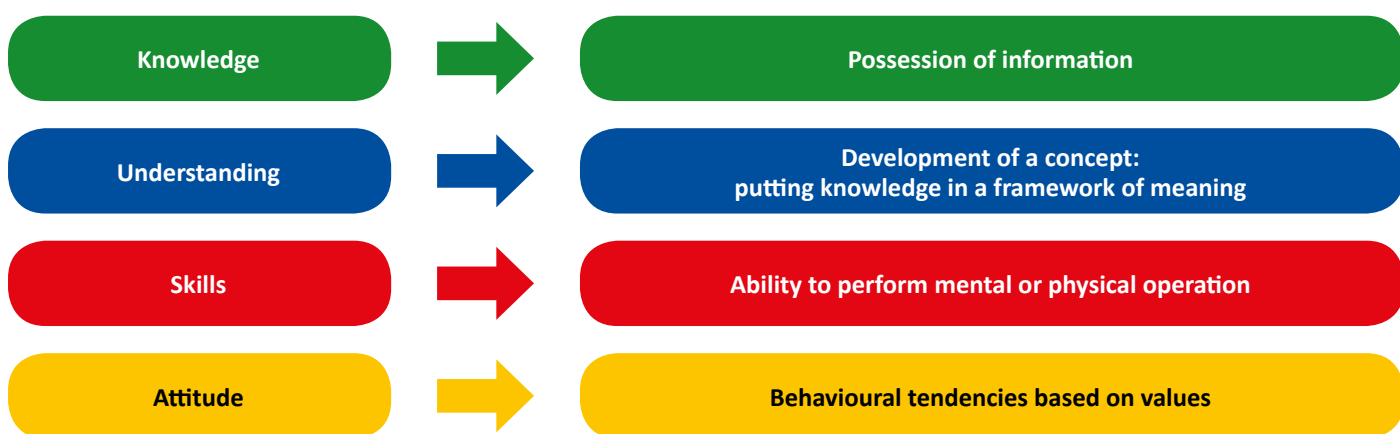 Knowledge
Possession of information
Understanding
Development of a concept:
putting knowledge in a framework of meaning
Skills
Ability to perform mental or physical operation
Attitude
Behavioural tendencies based on values